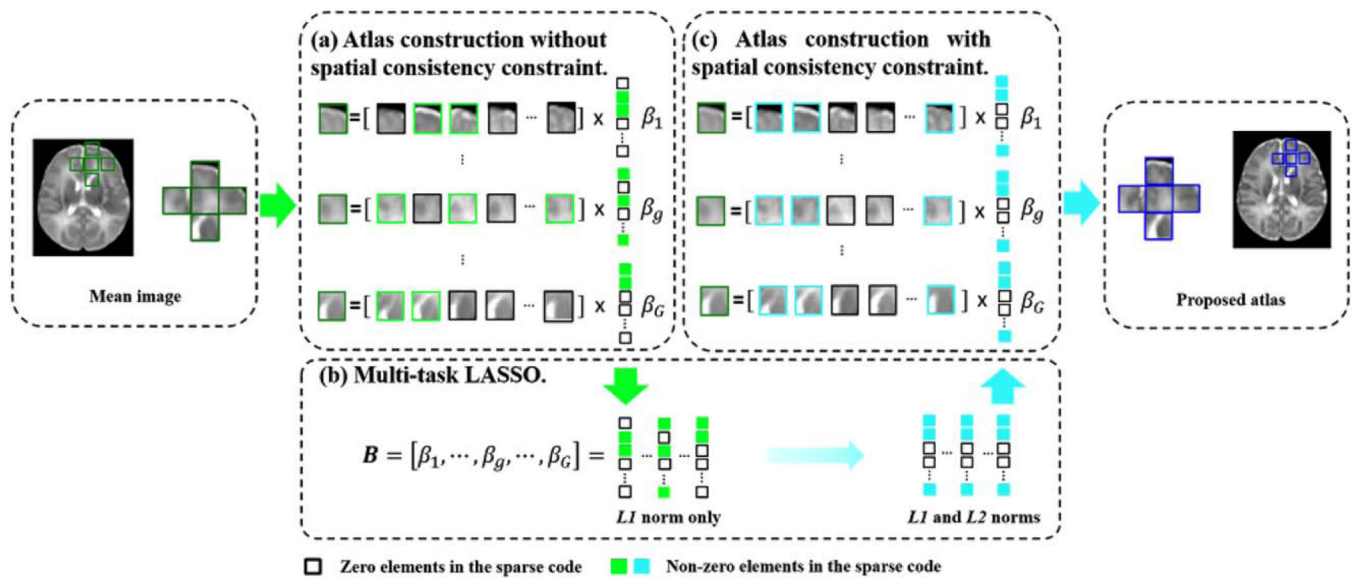 (a) Atlas construction without
spatial consistency constraint.
=[ ··· ] x β1
⋮
=[ ··· ] x βg
⋮
=[ ··· ] x βG
(c) Atlas construction with
spatial consistency constraint.
=[ ··· ] x β1
⋮
=[ ··· ] x βg
⋮
=[ ··· ] x βG
Mean image
Proposed atlas
(b) Multi-task LASSO.
B = [β1, ⋯, βg, ⋯, βG] =
L1 norm only
L1 and L2 norms
Zero elements in the sparse code
Non-zero elements in the sparse code